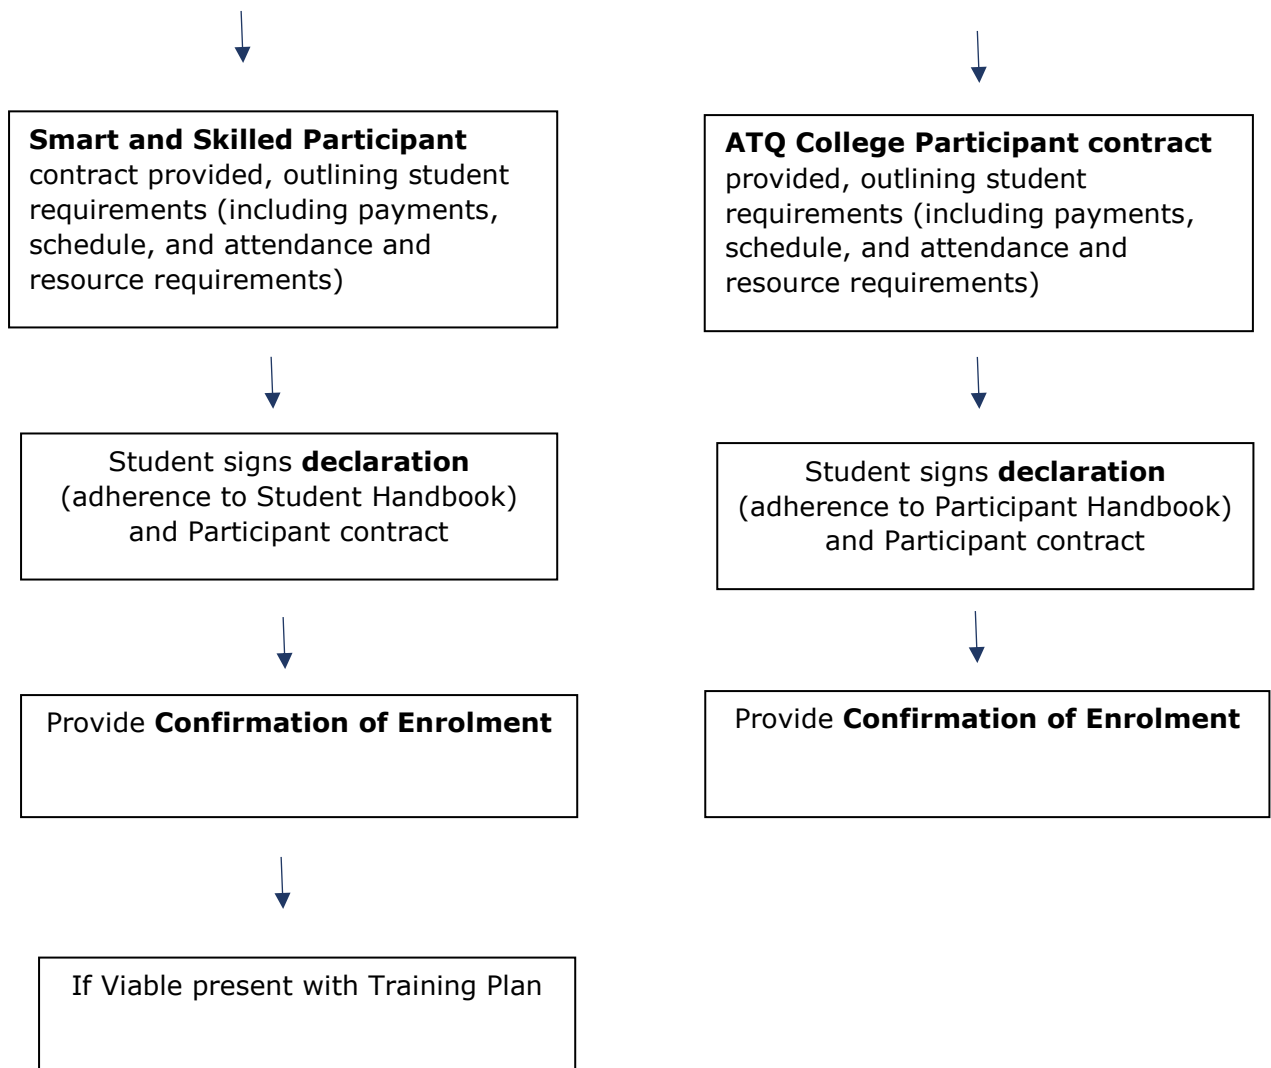 Smart and Skilled Participant
contract provided, outlining student
requirements (including payments,
schedule, and attendance and
resource requirements)
ATQ College Participant contract
provided, outlining student
requirements (including payments,
schedule, and attendance and
resource requirements)
Student signs declaration
(adherence to Student Handbook)
and Participant contract
Student signs declaration
(adherence to Participant Handbook)
and Participant contract
Provide Confirmation of Enrolment
Provide Confirmation of Enrolment
If Viable present with Training Plan